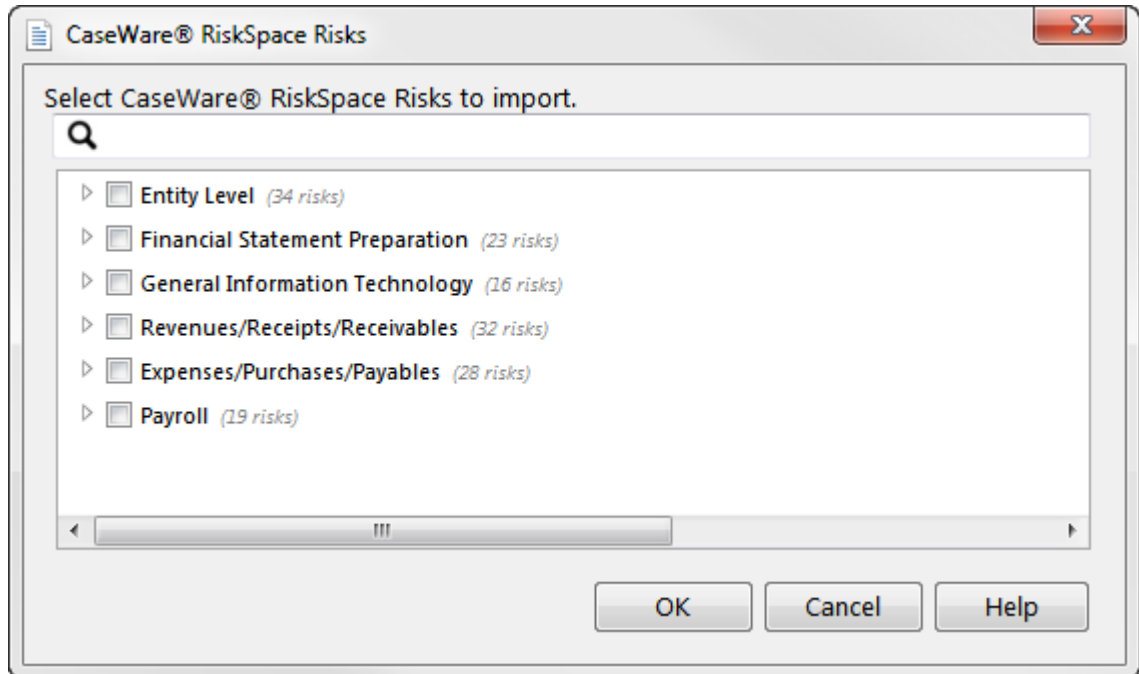 CaseWare® RiskSpace Risks
Select CaseWare® RiskSpace Risks to import.
Entity Level (34 risks)
Financial Statement Preparation (23 risks)
General Information Technology (16 risks)
Revenues/Receipts/Receivables (32 risks)
Expenses/Purchases/Payables (28 risks)
Payroll (19 risks)
OK Cancel Help